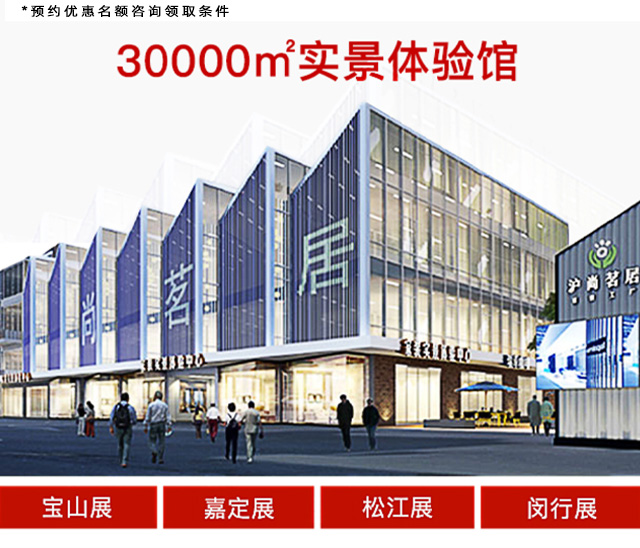 *预约优惠名额咨询领取条件
30000㎡实景体验馆
尚茗居
沪尚茗居
宝山展
嘉定展
松江展
闵行展